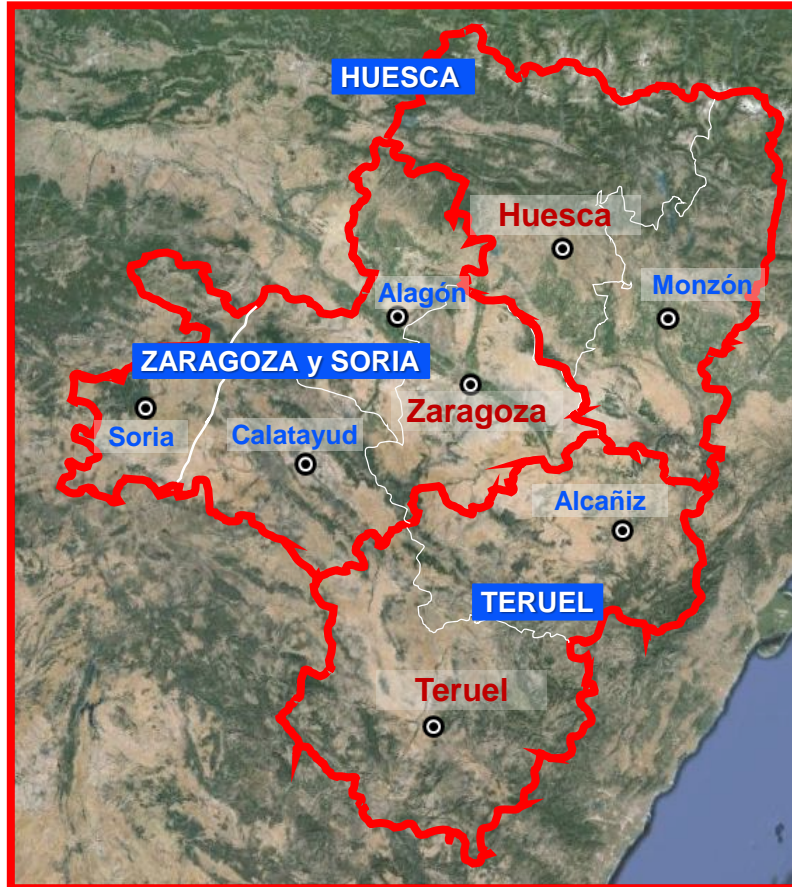 HUESCA
Huesca
Alagón
Monzón
ZARAGOZA y SORIA
Zaragoza
Soria
Calatayud
Alcañiz
TERUEL
Teruel